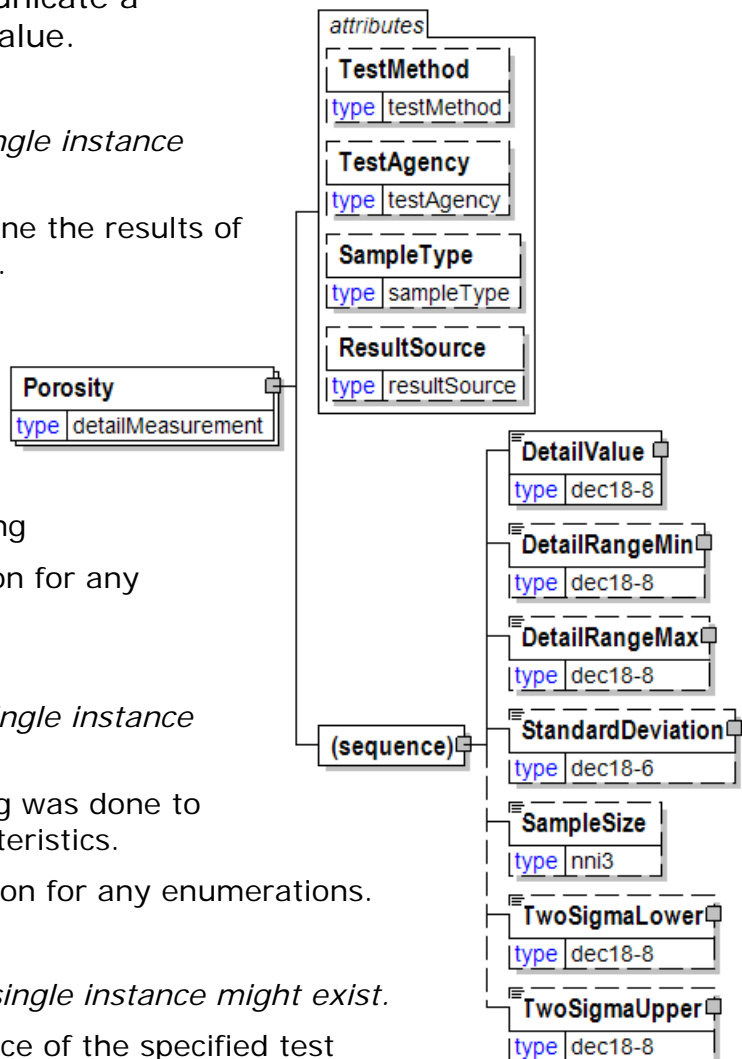 unicate a
alue.
ngle instance
ine the results of
.
ng
on for any
ingle instance
g was done to
teristics.
on for any enumerations.
single instance might exist.
ce of the specified test
attributes
TestMethod
type testMethod
TestAgency
type testAgency
SampleType
type sampleType
ResultSource
type resultSource
Porosity
type detailMeasurement
(sequence)
DetailValue
type dec18-8
DetailRangeMin
type dec18-8
DetailRangeMax
type dec18-8
StandardDeviation
type dec18-6
SampleSize
type nni3
TwoSigmaLower
type dec18-8
TwoSigmaUpper
type dec18-8